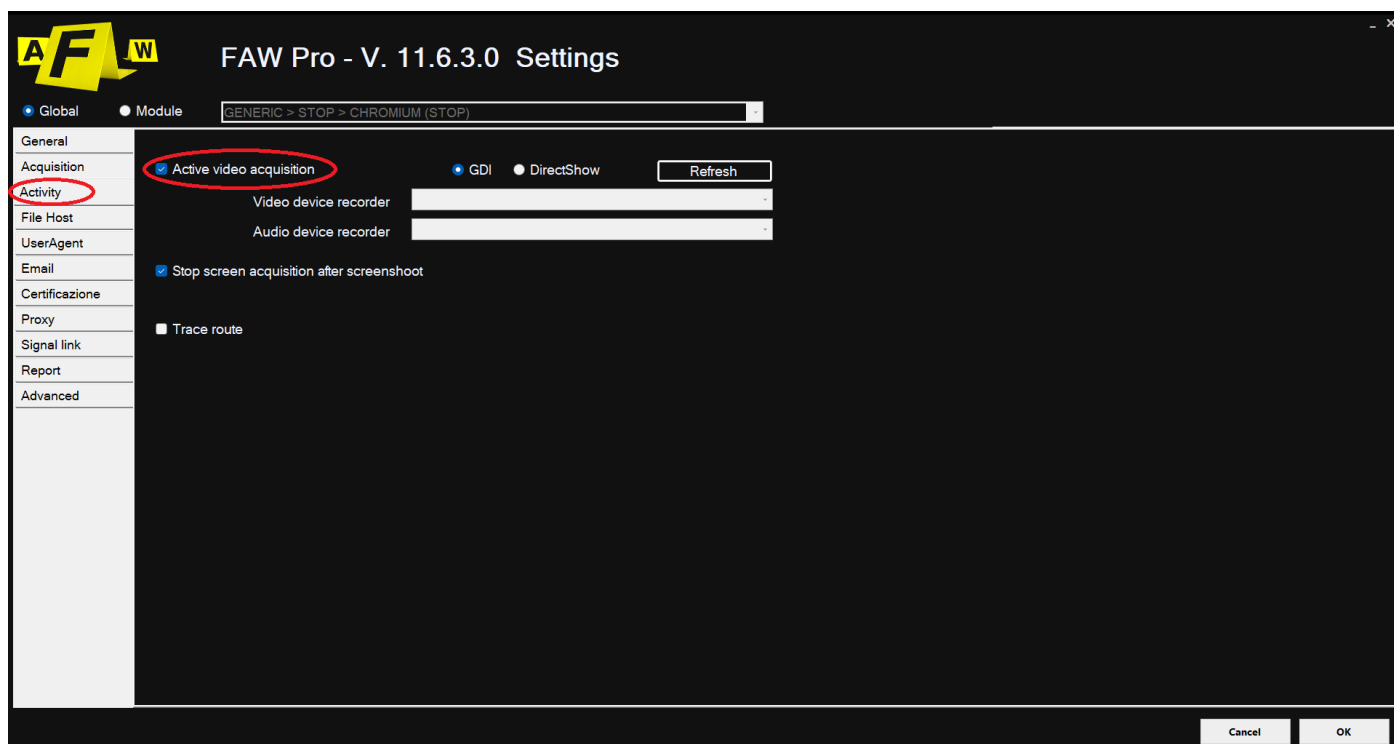 A F W
FAW Pro - V. 11.6.3.0 Settings
Global Module GENERIC > STOP > CHROMIUM (STOP)
General
Acquisition
Activity
File Host
UserAgent
Email
Certificazione
Proxy
Signal link
Report
Advanced
Active video acquisition GDI DirectShow Refresh
Video device recorder
Audio device recorder
Stop screen acquisition after screenshoot
Trace route
Cancel OK